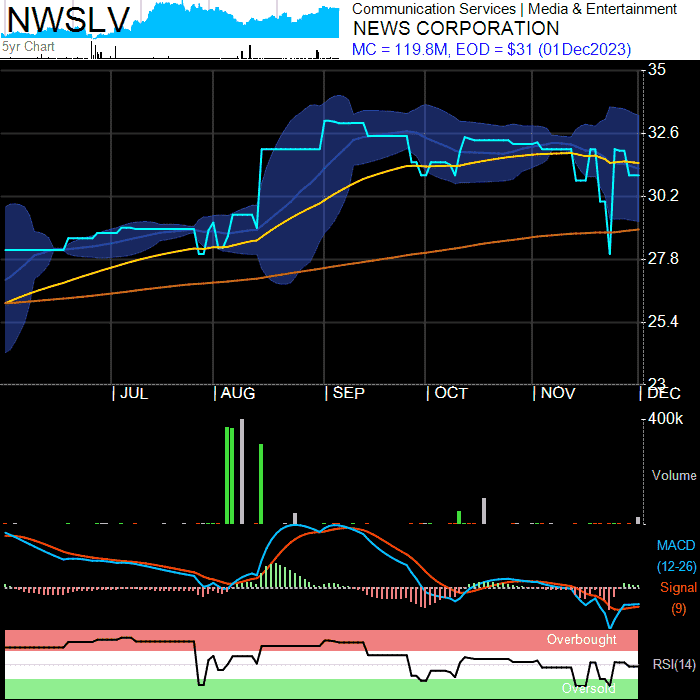 NWSLV
5yr Chart
Communication Services | Media & Entertainment
NEWS CORPORATION
MC = 119.8M, EOD = $31 (01Dec2023)
35
32.6
30.2
27.8
25.4
23
JUL
AUG
SEP
OCT
NOV
DEC
400k
Volume
MACD
(12-26)
Signal
(9)
Overbought
RSI(14)
Oversold